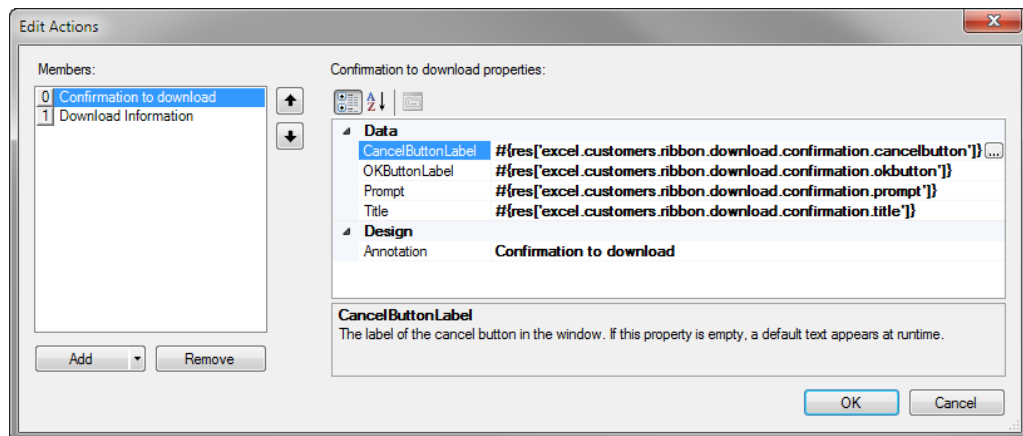 Edit Actions
Members:
0 Confirmation to download
1 Download Information
Add
Remove
Confirmation to download properties:
A
Z
Data
CancelButtonLabel #{res['excel.customers.ribbon.download.confirmation.cancelbutton']} ...
OKButtonLabel #{res['excel.customers.ribbon.download.confirmation.okbutton']}
Prompt #{res['excel.customers.ribbon.download.confirmation.prompt']}
Title #{res['excel.customers.ribbon.download.confirmation.title']}
Design
Annotation Confirmation to download
CancelButtonLabel
The label of the cancel button in the window. If this property is empty, a default text appears at runtime.
OK
Cancel